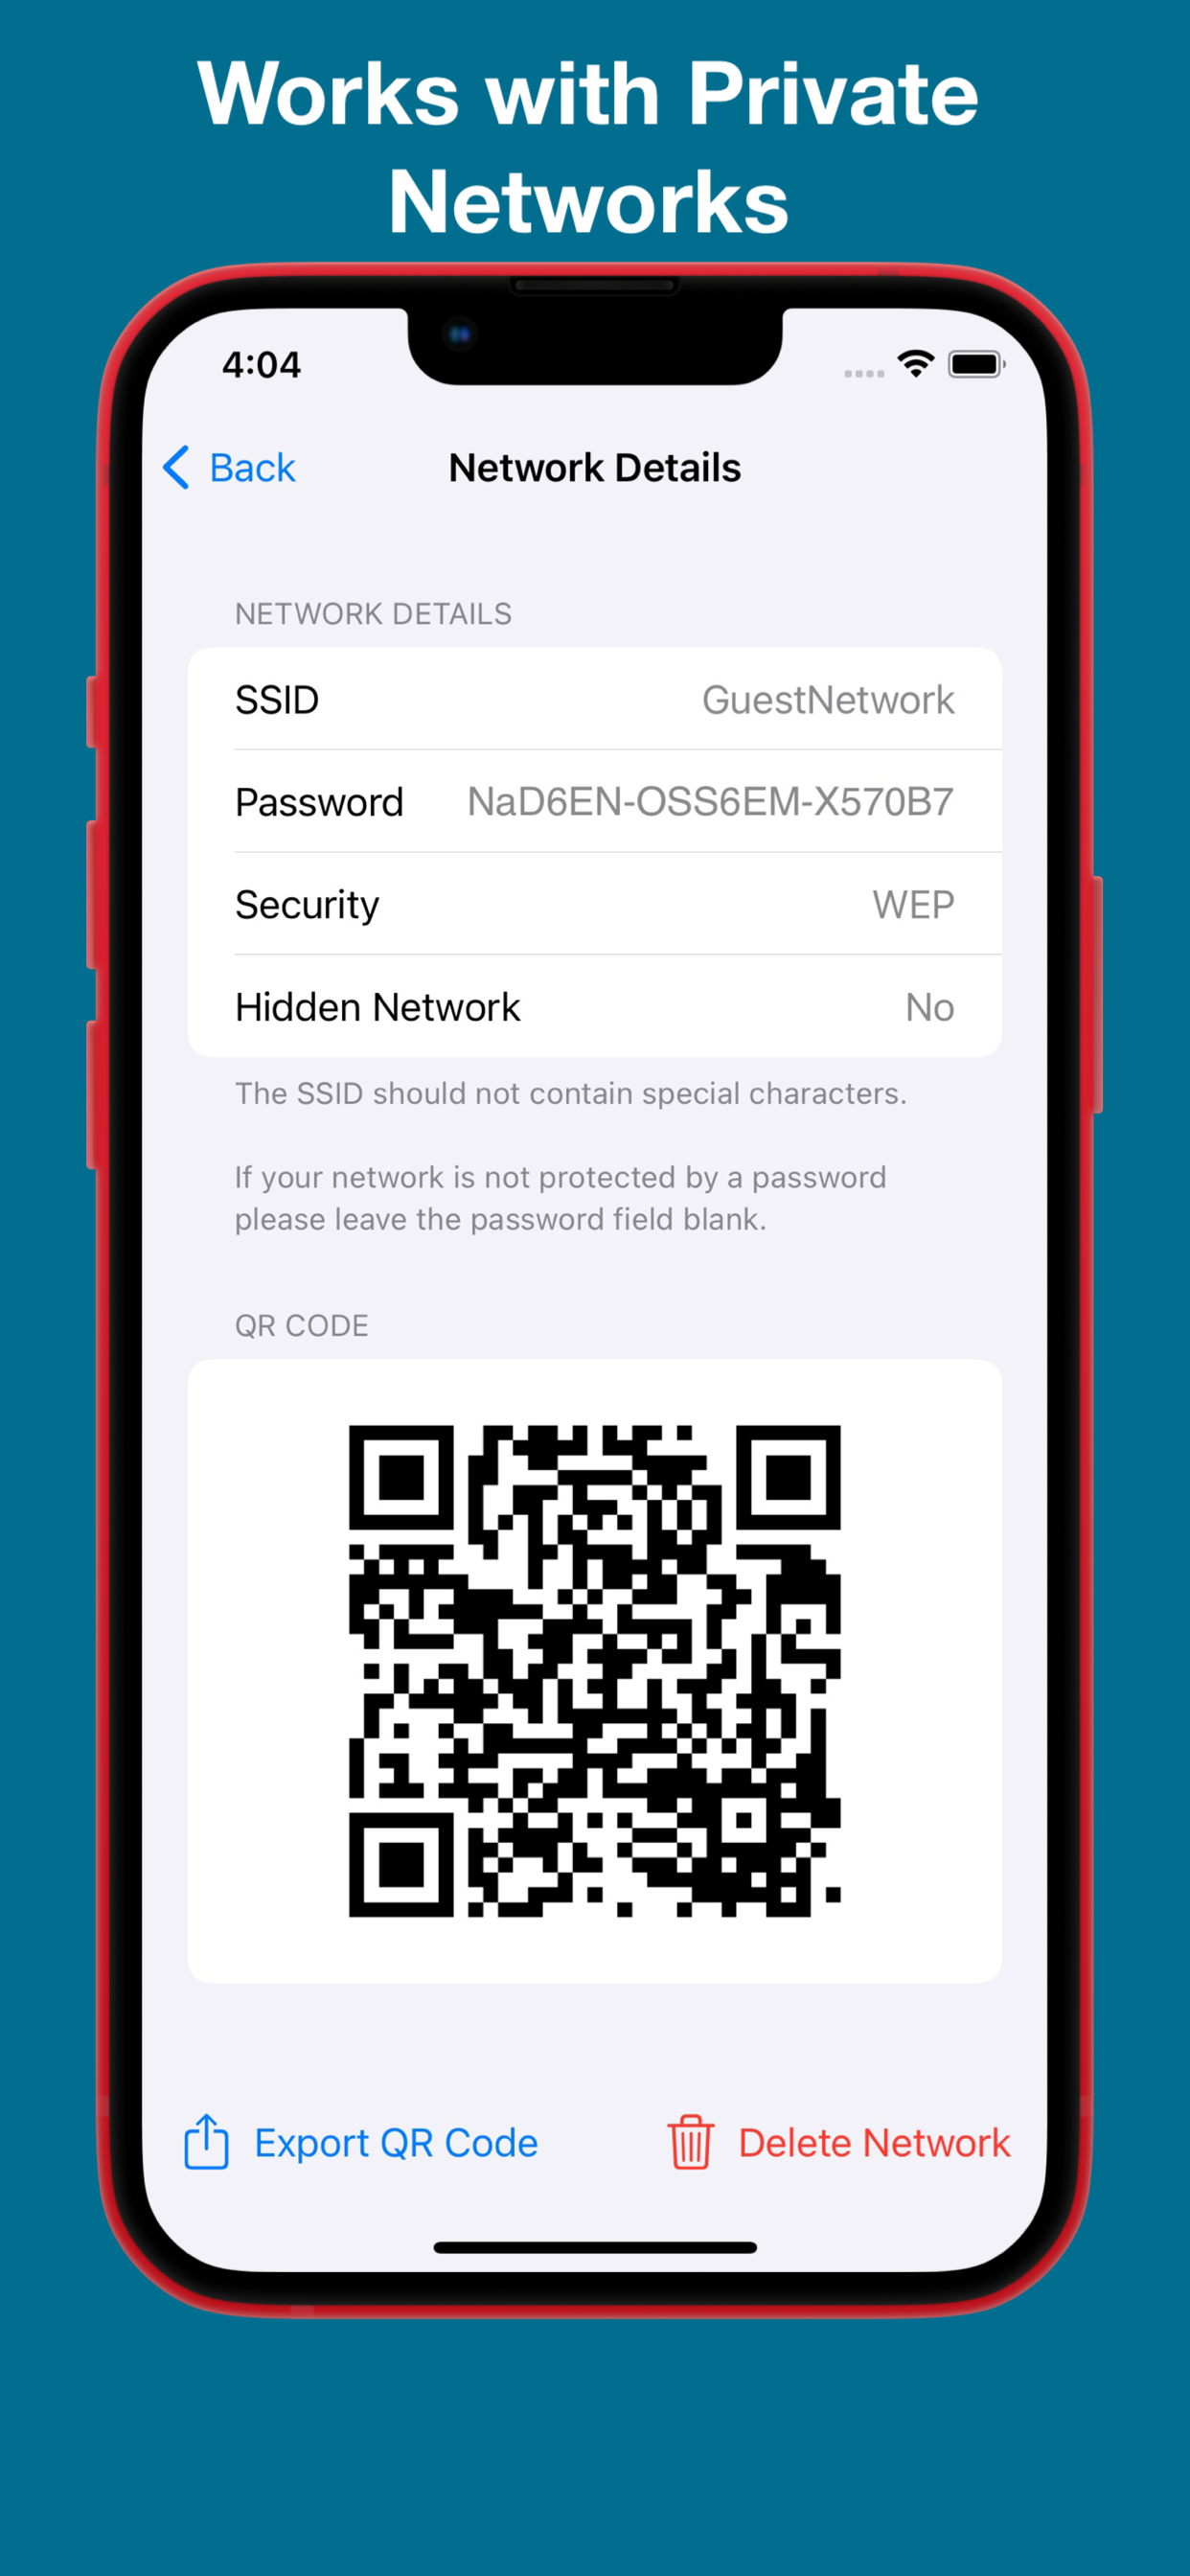 Works with Private
Networks
4:04
Back
Network Details
NETWORK DETAILS
SSID GuestNetwork
Password NaD6EN-OSS6EM-X570B7
Security WEP
Hidden Network No
The SSID should not contain special characters.
If your network is not protected by a password
please leave the password field blank.
QR CODE
Export QR Code
Delete Network